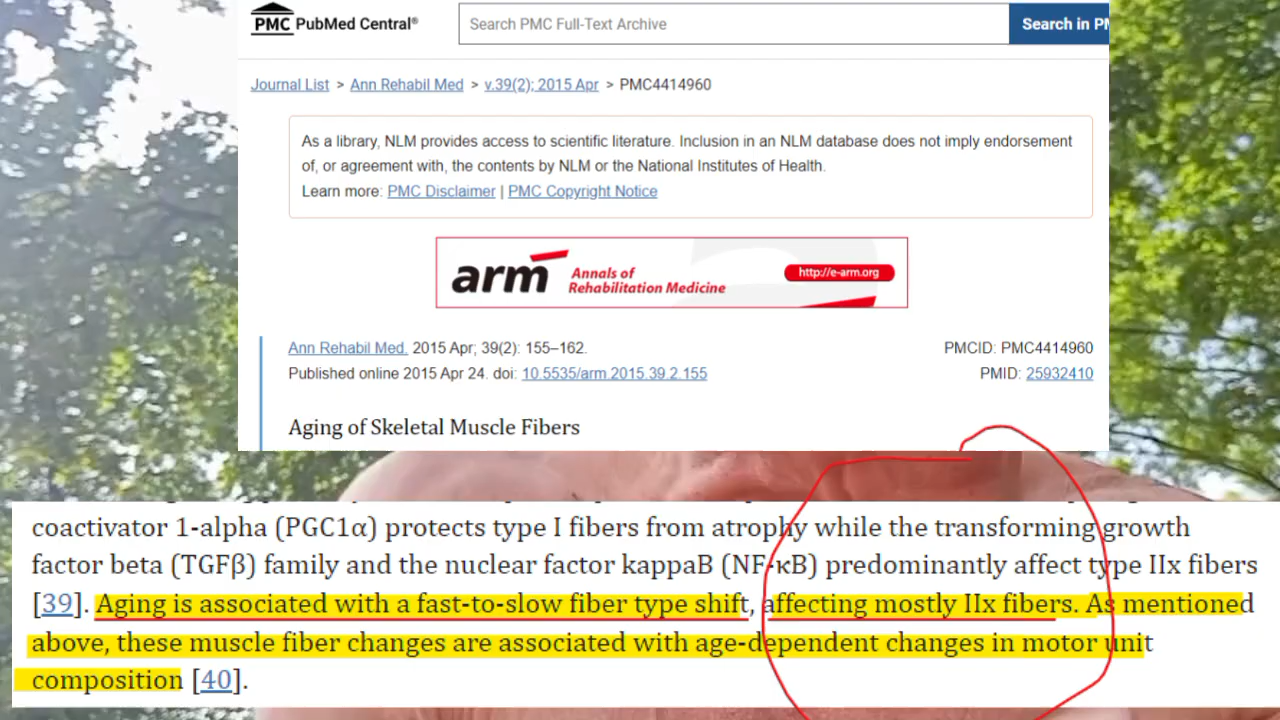 PMC PubMed Central®
Search PMC Full-Text Archive
Search in
Journal List > Ann Rehabil Med > v.39(2); 2015 Apr > PMC4414960
As a library, NLM provides access to scientific literature. Inclusion in an NLM database does not imply endorsement
of, or agreement with, the contents by NLM or the National Institutes of Health.
Learn more: PMC Disclaimer | PMC Copyright Notice
arm Annals of
Rehabilitation Medicine
http://e-arm.org
Ann Rehabil Med. 2015 Apr; 39(2): 155–162.
PMCID: PMC4414960
Published online 2015 Apr 24. doi: 10.5535/arm.2015.39.2.155
PMID: 25932410
Aging of Skeletal Muscle Fibers
coactivator 1-alpha (PGC1α) protects type I fibers from atrophy while the transforming growth
factor beta (TGFβ) family and the nuclear factor kappaB (NF-κB) predominantly affect type IIx fibers
[39]. Aging is associated with a fast-to-slow fiber type shift, affecting mostly IIx fibers. As mentioned
above, these muscle fiber changes are associated with age-dependent changes in motor unit
composition [40].